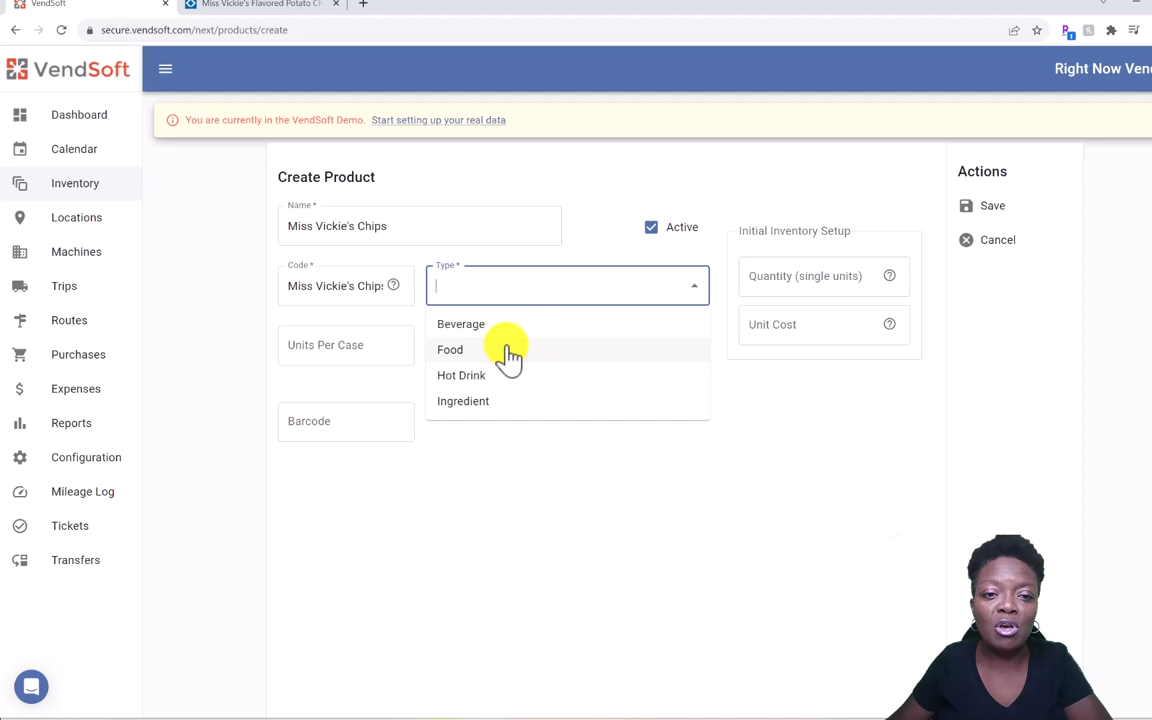 VendSoft
Miss Vickie's Flavored Potato Ch
secure.vendsoft.com/next/products/create
1
VendSoft
Right Now Vend
You are currently in the VendSoft Demo. Start setting up your real data
Dashboard
Calendar
Inventory
Locations
Machines
Trips
Routes
Purchases
Expenses
Reports
Configuration
Mileage Log
Tickets
Transfers
Create Product
Name *
Miss Vickie's Chips
Active
Code *
Miss Vickie's Chips
Type *
Beverage
Food
Hot Drink
Ingredient
Units Per Case
Barcode
Initial Inventory Setup
Quantity (single units)
Unit Cost
Actions
Save
Cancel